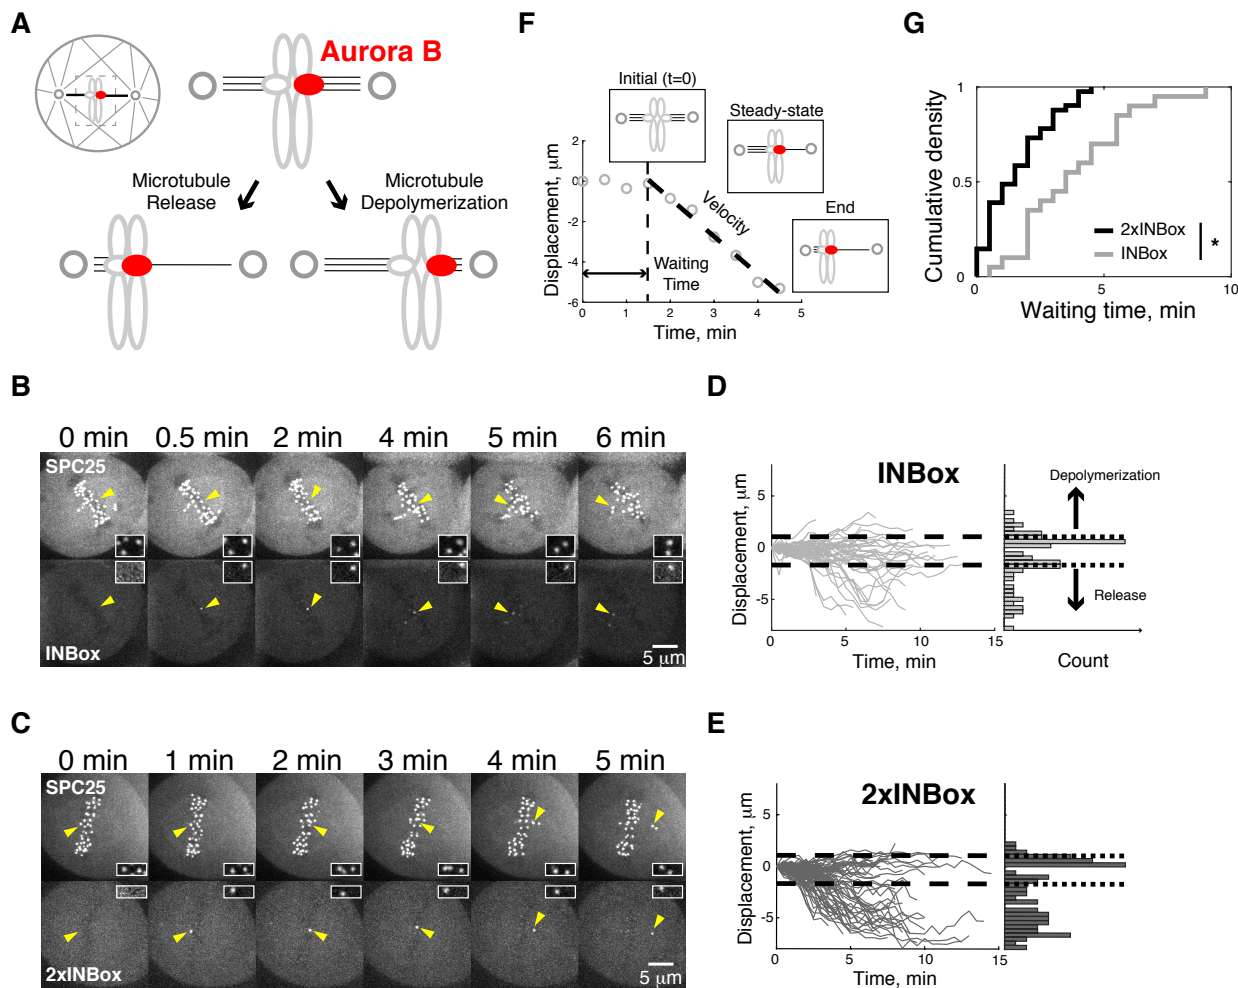 A
Aurora B
Microtubule
Release
Microtubule
Depolymerization
F
Initial (t=0)
Steady-state
End
Velocity
Waiting
Time
Displacement, μm
2
0
-2
-4
-6
0 1 2 3 4 5
Time, min
G
Cumulative density
1
0.5
0
2xINBox
INBox
*
0 5 10
Waiting time, min
B
0 min 0.5 min 2 min 4 min 5 min 6 min
SPC25
INBox
5 μm
D
INBox
Displacement, μm
5
0
-5
0 5 10 15
Time, min
Depolymerization
Release
Count
C
0 min 1 min 2 min 3 min 4 min 5 min
SPC25
2xINBox
5 μm
E
2xINBox
Displacement, μm
5
0
-5
0 5 10 15
Time, min